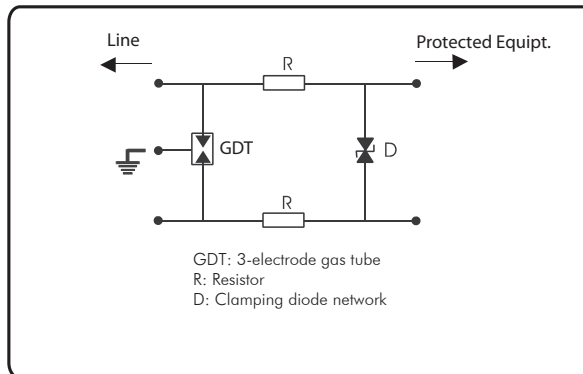 Line
Protected Equipt.
R
GDT
D
R
GDT: 3-electrode gas tube
R: Resistor
D: Clamping diode network